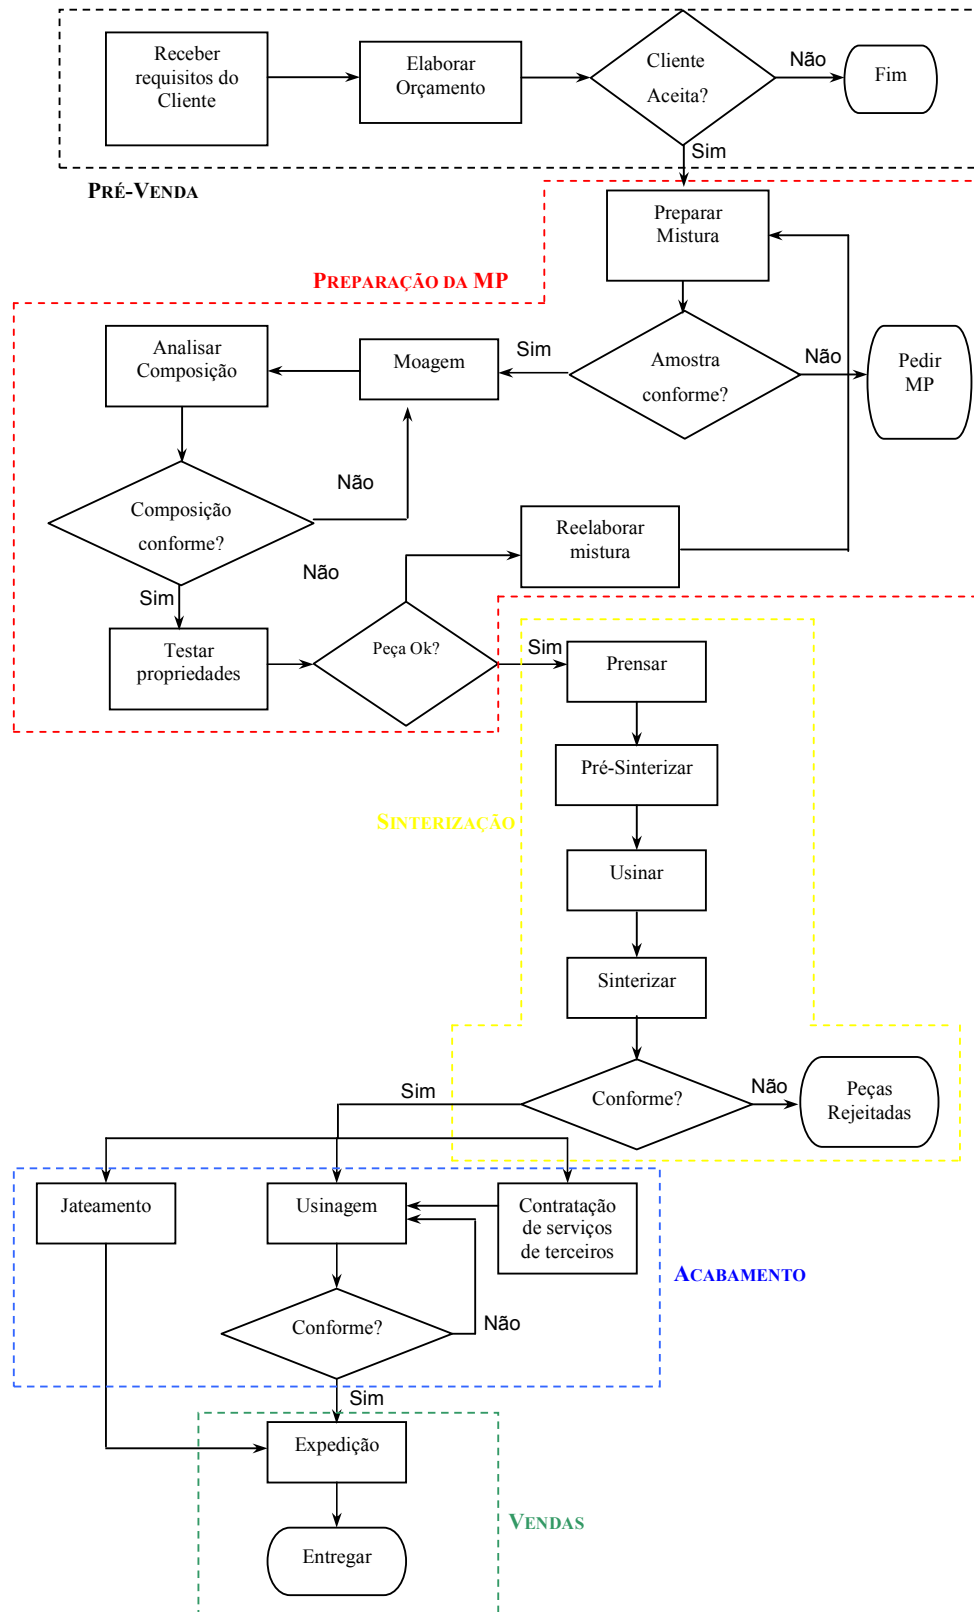 Receber
requisitos do
Cliente
Elaborar
Orçamento
Cliente
Aceita?
Não
Fim
Sim
PRÉ-VENDA
Preparar
Mistura
PREPARAÇÃO DA MP
Analisar
Composição
Moagem
Sim
Amostra
conforme?
Não
Pedir
MP
Não
Composição
conforme?
Reelaborar
mistura
Não
Sim
Testar
propriedades
Peça Ok?
Sim
Prensar
Pré-Sinterizar
SINTERIZAÇÃO
Usinar
Sinterizar
Sim
Conforme?
Não
Peças
Rejeitadas
Jateamento
Usinagem
Contratação
de serviços
de terceiros
ACABAMENTO
Conforme?
Não
Sim
Expedição
VENDAS
Entregar